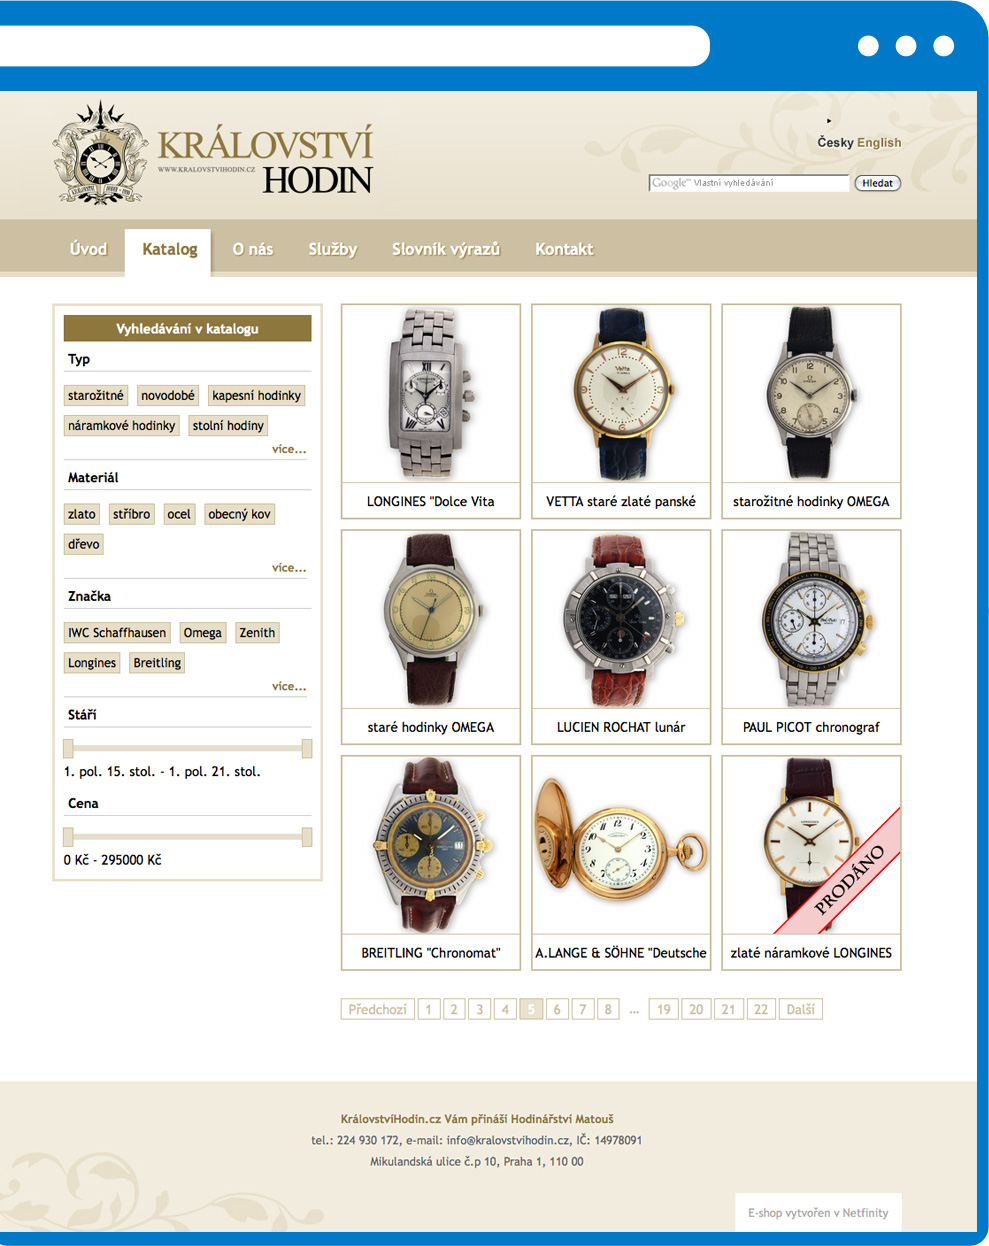 KRÁLOVSTVÍ
WWW.KRALOVSTVIHODIN.CZ
HODIN
Česky English
Google™ Vlastní vyhledávání
Hledat
Úvod Katalog O nás Služby Slovník výrazů Kontakt
Vyhledávání v katalogu
Typ
starožitné novodobé kapesní hodinky
náramkové hodinky stolní hodiny
více...
Materiál
zlato stříbro ocel obecný kov
dřevo
více...
Značka
IWC Schaffhausen Omega Zenith
Longines Breitling
více...
Stáří
1. pol. 15. stol. - 1. pol. 21. stol.
Cena
0 Kč - 295000 Kč
LONGINES "Dolce Vita
VETTA staré zlaté panské
starožitné hodinky OMEGA
staré hodinky OMEGA
LUCIEN ROCHAT lunár
PAUL PICOT chronograf
PRODÁNO
BREITLING "Chronomat"
A.LANGE & SÖHNE "Deutsche
zlaté náramkové LONGINES
Předchozí 1 2 3 4 5 6 7 8 ... 19 20 21 22 Další
KrálovstvíHodin.cz Vám přináší Hodinářství Matouš
tel.: 224 930 172, e-mail: info@kralovstvihodin.cz, IČ: 14978091
Mikulandská ulice č.p 10, Praha 1, 110 00
E-shop vytvořen v Netfinity